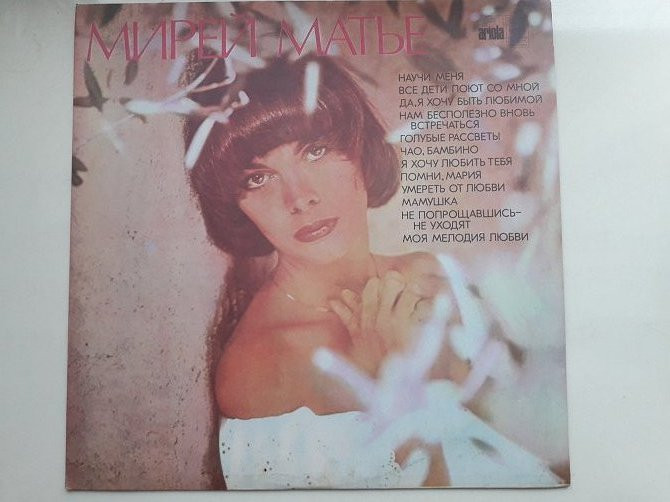 МИРЕЙ МАТЬЕ
ariola
НАУЧИ МЕНЯ
ВСЕ ДЕТИ ПОЮТ СО МНОЙ
ДА, Я ХОЧУ БЫТЬ ЛЮБИМОЙ
НАМ БЕСПОЛЕЗНО ВНОВЬ
ВСТРЕЧАТЬСЯ
ГОЛУБЫЕ РАССВЕТЫ
ЧАО, БАМБИНО
Я ХОЧУ ЛЮБИТЬ ТЕБЯ
ПОМНИ, МАРИЯ
УМЕРЕТЬ ОТ ЛЮБВИ
МАМУШКА
НЕ ПОПРОЩАВШИСЬ–
НЕ УХОДЯТ
МОЯ МЕЛОДИЯ ЛЮБВИ